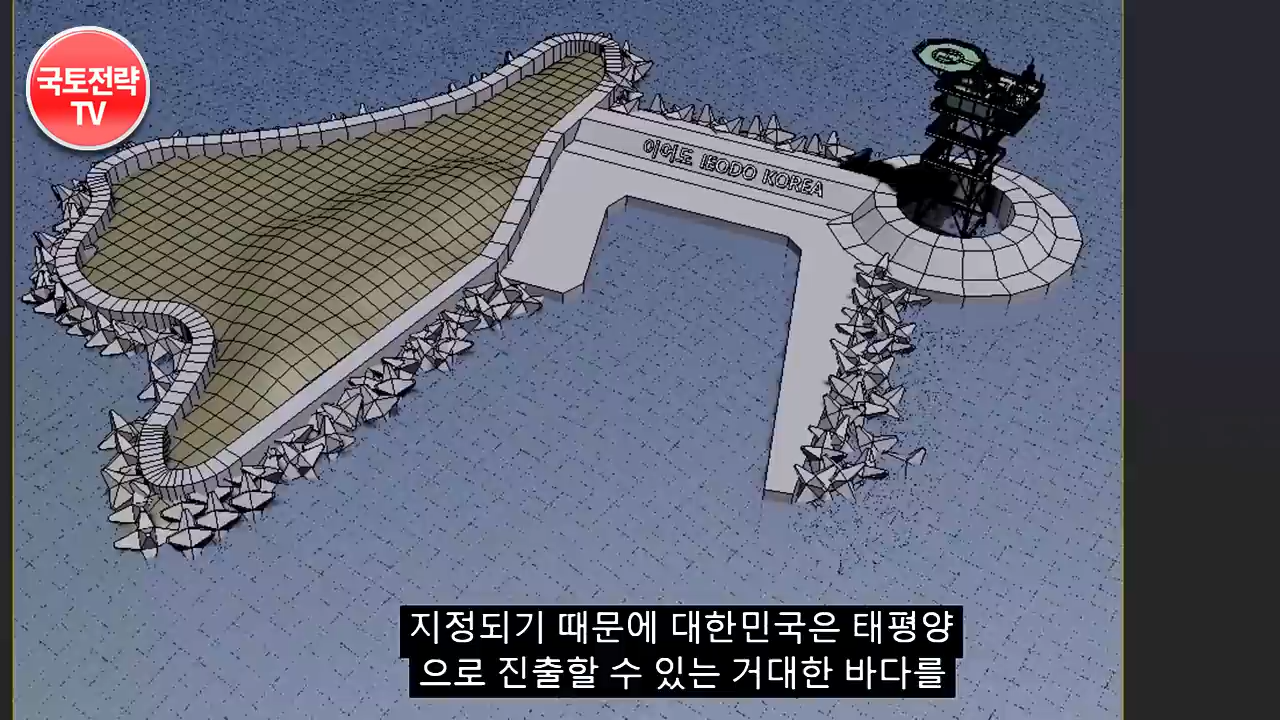 국토전략
TV
이어도 IEODO KOREA
지정되기 때문에 대한민국은 태평양
으로 진출할 수 있는 거대한 바다를